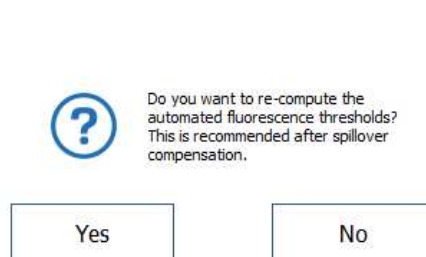 ?
Do you want to re-compute the
automated fluorescence thresholds?
This is recommended after spillover
compensation.
Yes
No